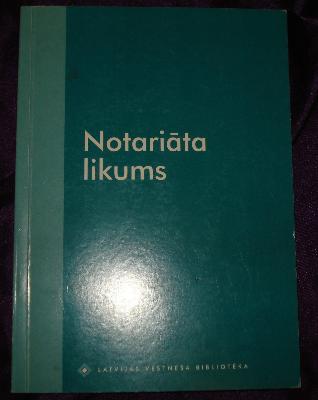 Notariāta
likums
LATVIJAS VĒSTNEŠA BIBLIOTĒKA